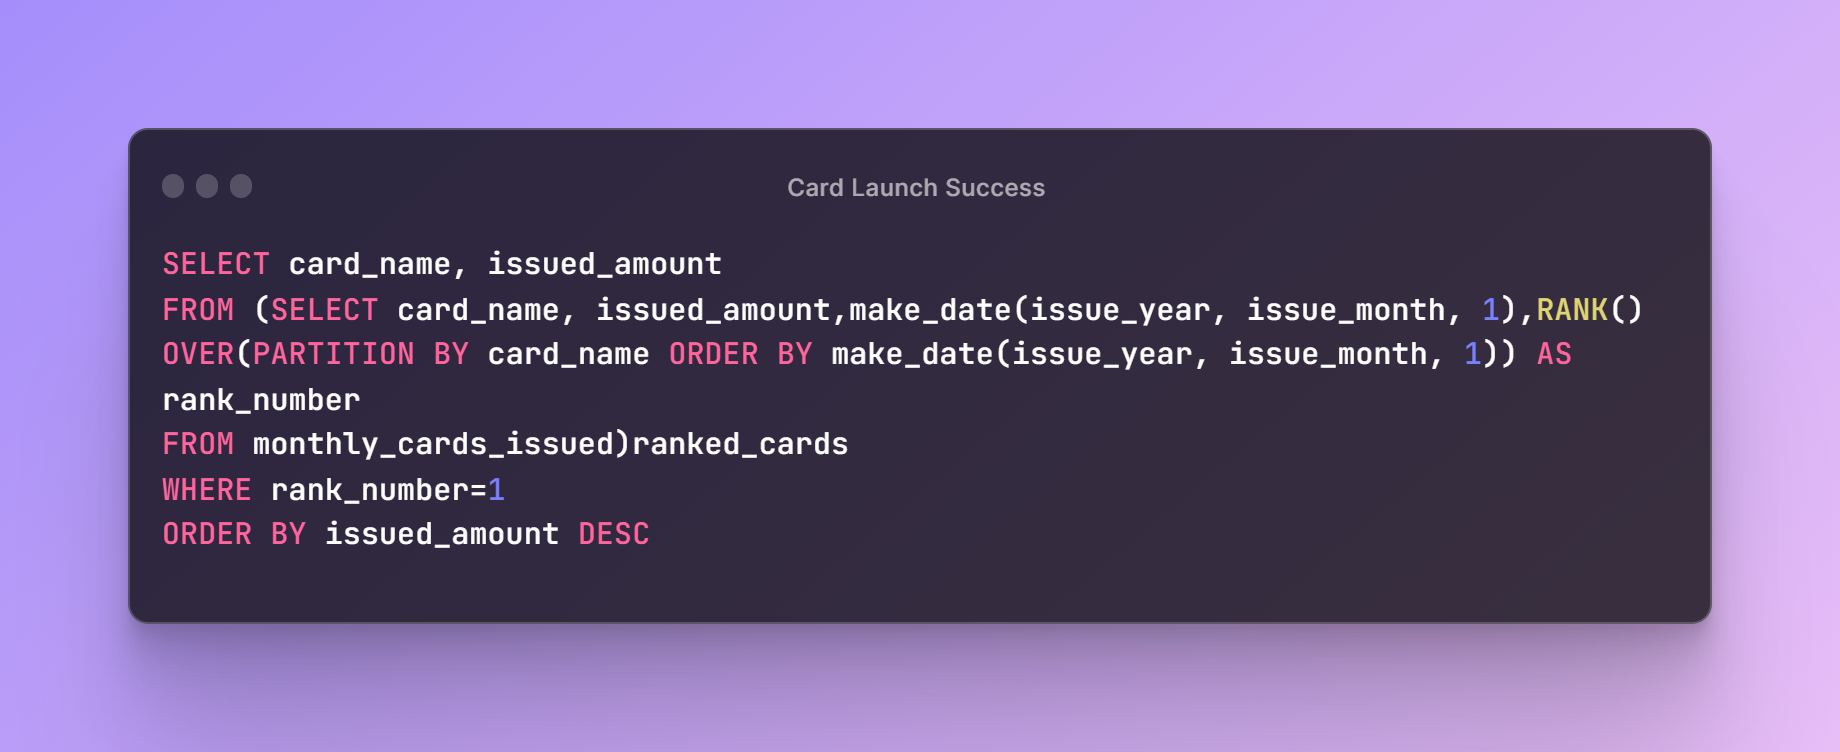 Card Launch Success
SELECT card_name, issued_amount
FROM (SELECT card_name, issued_amount,make_date(issue_year, issue_month, 1),RANK()
OVER(PARTITION BY card_name ORDER BY make_date(issue_year, issue_month, 1)) AS
rank_number
FROM monthly_cards_issued)ranked_cards
WHERE rank_number=1
ORDER BY issued_amount DESC